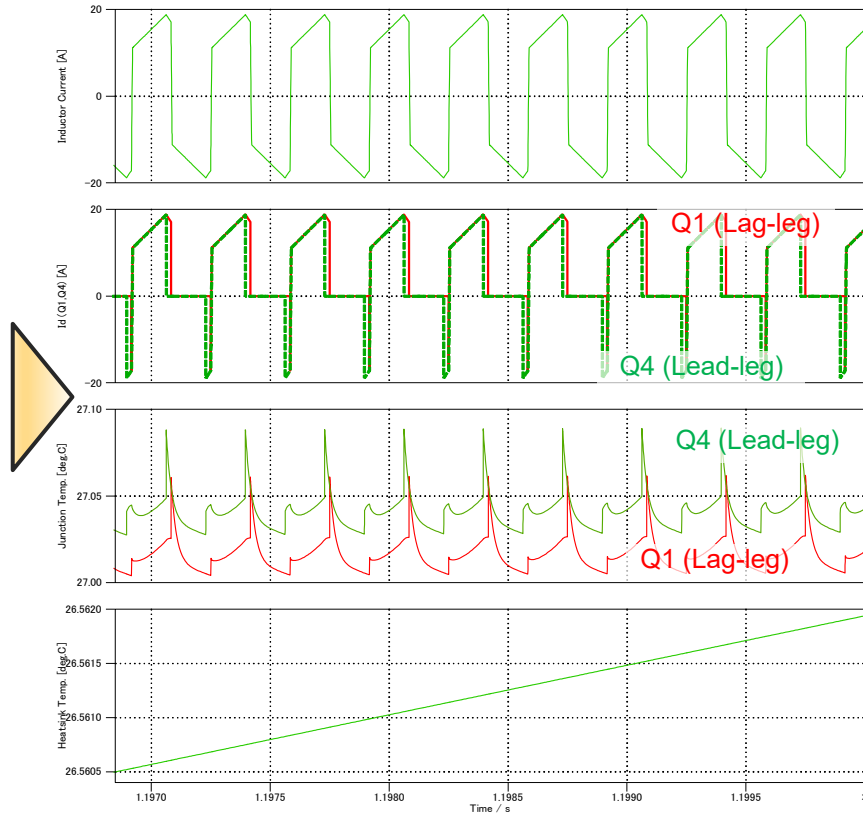 20
0
-20
Inductor Current [A]
20
0
-20
Id (Q1,Q4) [A]
Q1 (Lag-leg)
Q4 (Lead-leg)
27.10
27.05
27.00
Junction Temp. [deg.C]
Q4 (Lead-leg)
Q1 (Lag-leg)
26.5620
26.5615
26.5610
26.5605
Heatsink Temp. [deg.C]
1.1970
1.1975
1.1980
1.1985
1.1990
1.1995
Time / s